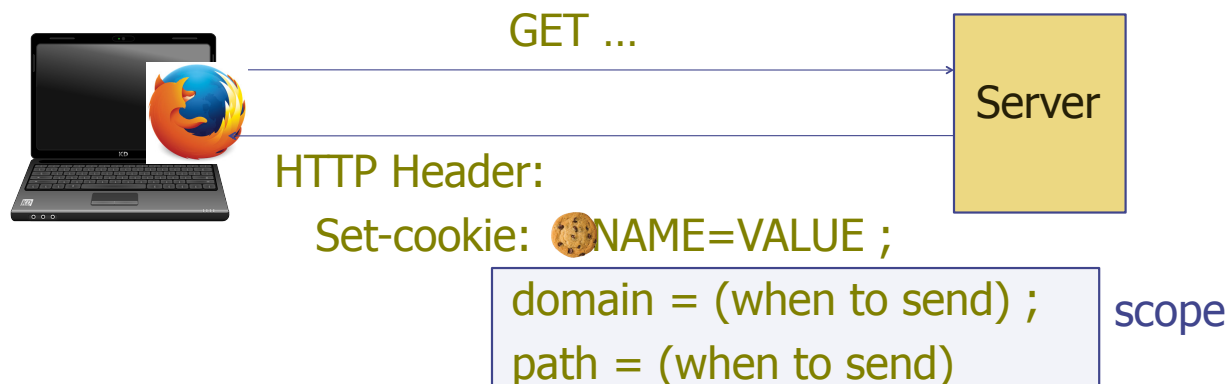 GET ...
Server
HTTP Header:
Set-cookie: NAME=VALUE ;
domain = (when to send) ;
scope
path = (when to send)